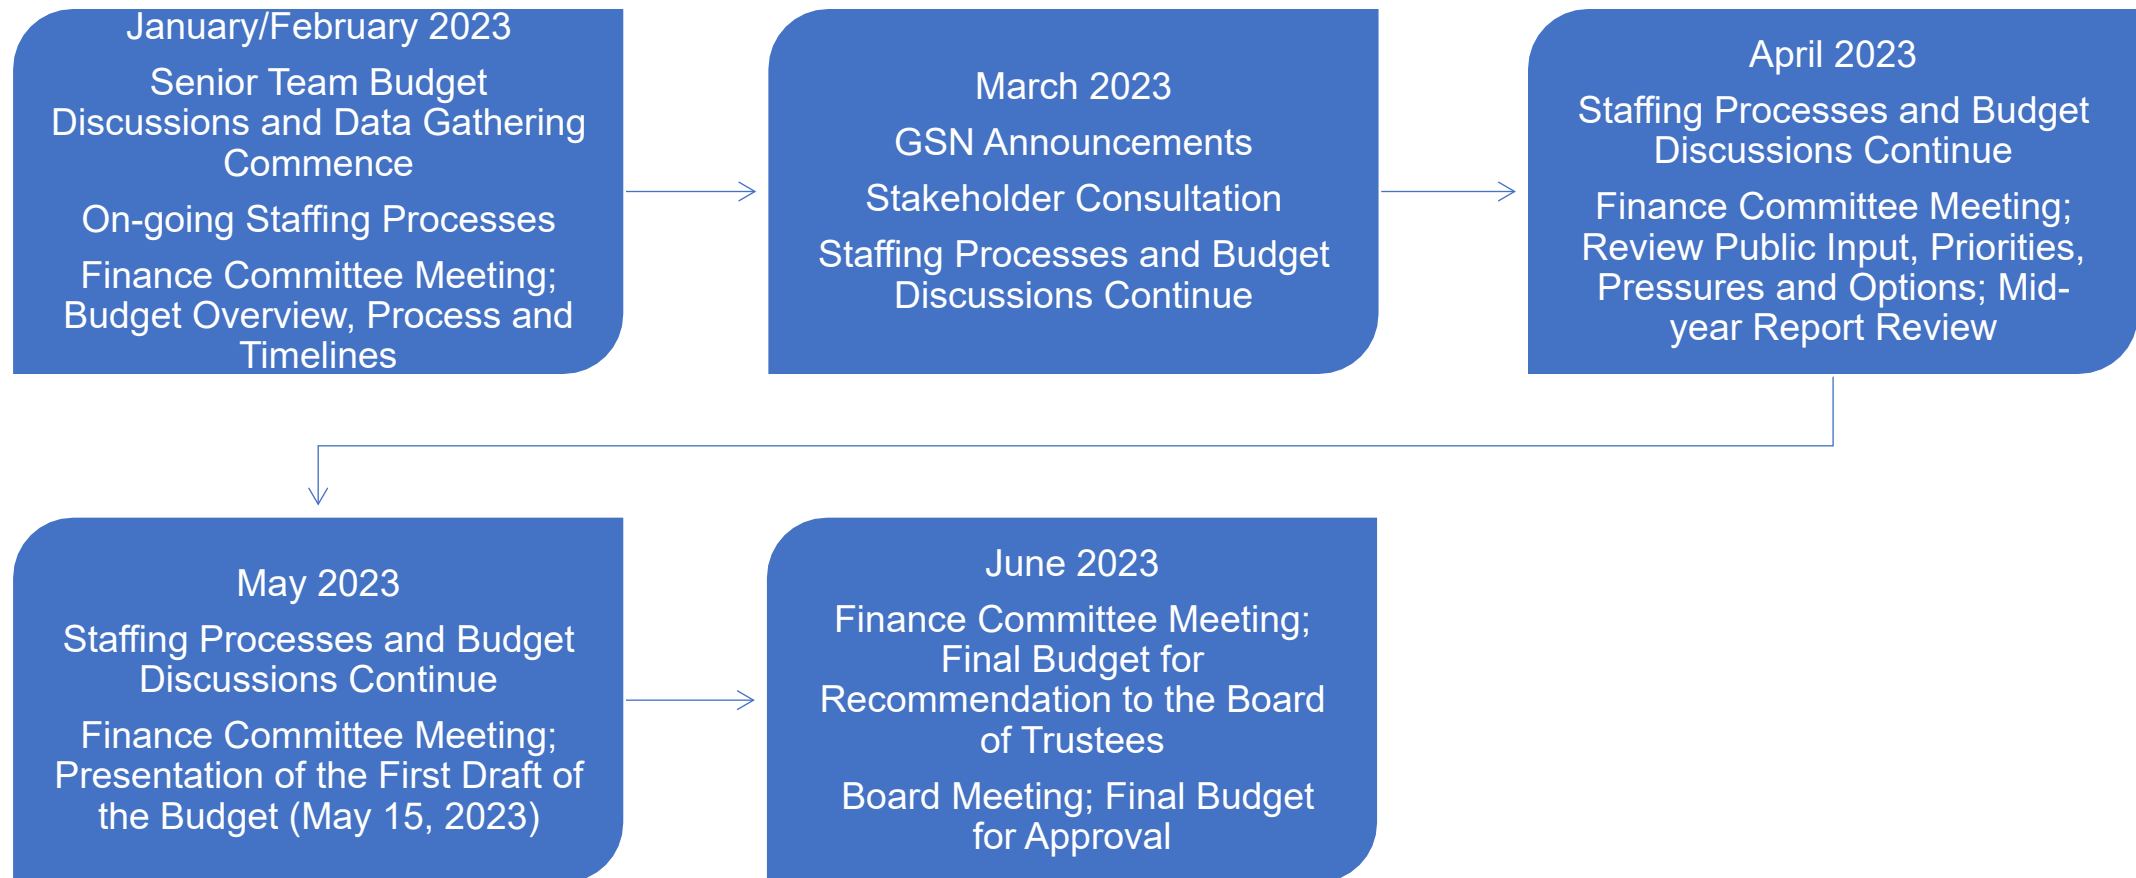 January/February 2023
Senior Team Budget
Discussions and Data Gathering
Commence
On-going Staffing Processes
Finance Committee Meeting;
Budget Overview, Process and
Timelines
March 2023
GSN Announcements
Stakeholder Consultation
Staffing Processes and Budget
Discussions Continue
April 2023
Staffing Processes and Budget
Discussions Continue
Finance Committee Meeting;
Review Public Input, Priorities,
Pressures and Options; Mid-
year Report Review
May 2023
Staffing Processes and Budget
Discussions Continue
Finance Committee Meeting;
Presentation of the First Draft of
the Budget (May 15, 2023)
June 2023
Finance Committee Meeting;
Final Budget for
Recommendation to the Board
of Trustees
Board Meeting; Final Budget
for Approval